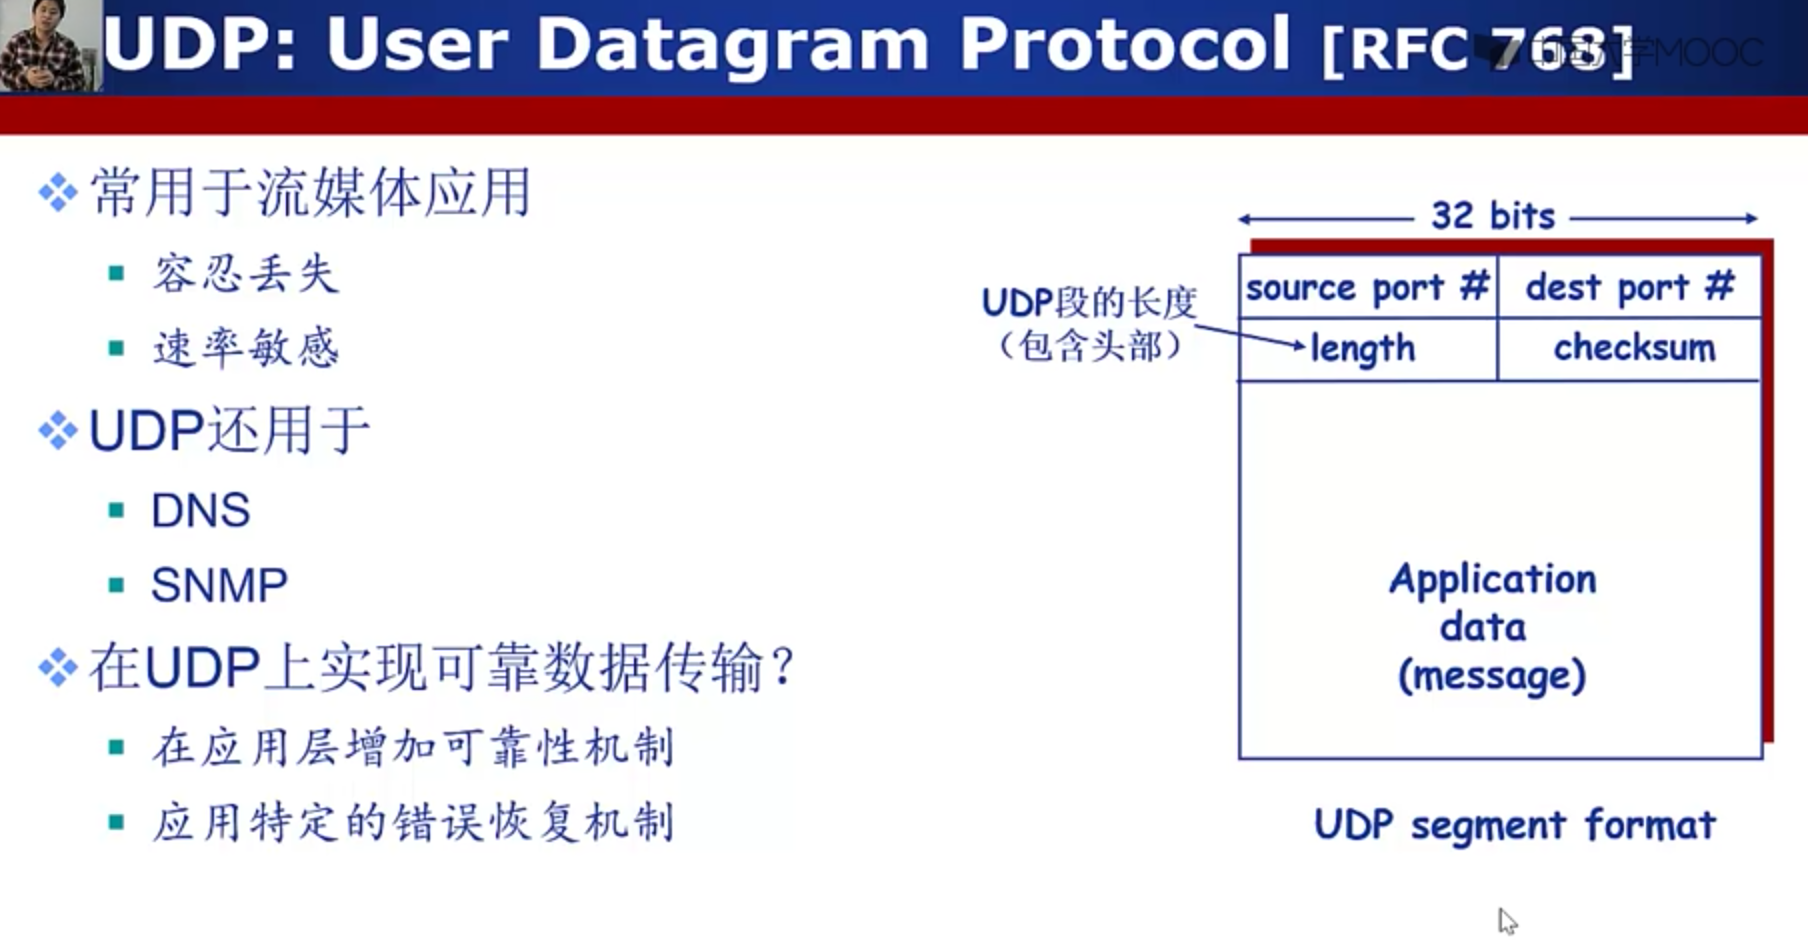 UDP: User Datagram Protocol [RFC 768]
中国大学MOOC
常用于流媒体应用
容忍丢失
速率敏感
UDP还用于
DNS
SNMP
在UDP上实现可靠数据传输？
在应用层增加可靠性机制
应用特定的错误恢复机制
32 bits
UDP段的长度
（包含头部）
source port # dest port #
length checksum
Application
data
(message)
UDP segment format